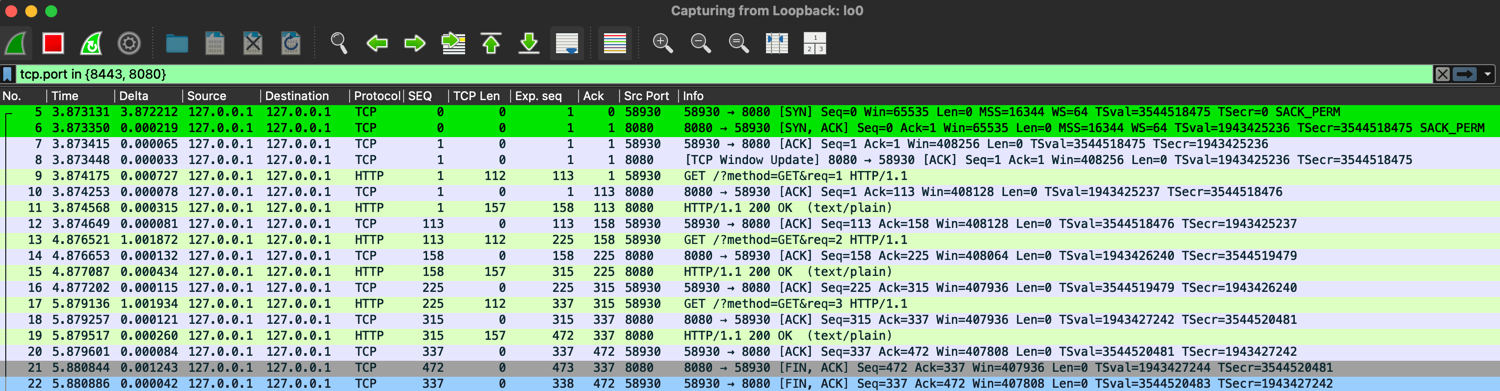 Capturing from Loopback: lo0
1
2 3
tcp.port in {8443, 8080}
No. Time Delta Source Destination Protocol SEQ TCP Len Exp. seq Ack Src Port Info
5 3.873131 3.872212 127.0.0.1 127.0.0.1 TCP 0 0 1 0 58930 58930 → 8080 [SYN] Seq=0 Win=65535 Len=0 MSS=16344 WS=64 TSval=3544518475 TSecr=0 SACK_PERM
6 3.873350 0.000219 127.0.0.1 127.0.0.1 TCP 0 0 1 1 8080 8080 → 58930 [SYN, ACK] Seq=0 Ack=1 Win=65535 Len=0 MSS=16344 WS=64 TSval=1943425236 TSecr=3544518475 SACK_PERM
7 3.873415 0.000065 127.0.0.1 127.0.0.1 TCP 1 0 1 1 58930 58930 → 8080 [ACK] Seq=1 Ack=1 Win=408256 Len=0 TSval=3544518475 TSecr=1943425236
8 3.873448 0.000033 127.0.0.1 127.0.0.1 TCP 1 0 1 1 8080 [TCP Window Update] 8080 → 58930 [ACK] Seq=1 Ack=1 Win=408256 Len=0 TSval=1943425236 TSecr=3544518475
9 3.874175 0.000727 127.0.0.1 127.0.0.1 HTTP 1 112 113 1 58930 GET /?method=GET&req=1 HTTP/1.1
10 3.874253 0.000078 127.0.0.1 127.0.0.1 TCP 1 0 1 113 8080 8080 → 58930 [ACK] Seq=1 Ack=113 Win=408128 Len=0 TSval=1943425237 TSecr=3544518476
11 3.874568 0.000315 127.0.0.1 127.0.0.1 HTTP 1 157 158 113 8080 HTTP/1.1 200 OK (text/plain)
12 3.874649 0.000081 127.0.0.1 127.0.0.1 TCP 113 0 113 158 58930 58930 → 8080 [ACK] Seq=113 Ack=158 Win=408128 Len=0 TSval=3544518476 TSecr=1943425237
13 4.876521 1.001872 127.0.0.1 127.0.0.1 HTTP 113 112 225 158 58930 GET /?method=GET&req=2 HTTP/1.1
14 4.876653 0.000132 127.0.0.1 127.0.0.1 TCP 158 0 158 225 8080 8080 → 58930 [ACK] Seq=158 Ack=225 Win=408064 Len=0 TSval=1943426240 TSecr=3544519479
15 4.877087 0.000434 127.0.0.1 127.0.0.1 HTTP 158 157 315 225 8080 HTTP/1.1 200 OK (text/plain)
16 4.877202 0.000115 127.0.0.1 127.0.0.1 TCP 225 0 225 315 58930 58930 → 8080 [ACK] Seq=225 Ack=315 Win=407936 Len=0 TSval=3544519479 TSecr=1943426240
17 5.879136 1.001934 127.0.0.1 127.0.0.1 HTTP 225 112 337 315 58930 GET /?method=GET&req=3 HTTP/1.1
18 5.879257 0.000121 127.0.0.1 127.0.0.1 TCP 315 0 315 337 8080 8080 → 58930 [ACK] Seq=315 Ack=337 Win=407936 Len=0 TSval=1943427242 TSecr=3544520481
19 5.879517 0.000260 127.0.0.1 127.0.0.1 HTTP 315 157 472 337 8080 HTTP/1.1 200 OK (text/plain)
20 5.879601 0.000084 127.0.0.1 127.0.0.1 TCP 337 0 337 472 58930 58930 → 8080 [ACK] Seq=337 Ack=472 Win=407808 Len=0 TSval=3544520481 TSecr=1943427242
21 5.880844 0.001243 127.0.0.1 127.0.0.1 TCP 472 0 473 337 8080 8080 → 58930 [FIN, ACK] Seq=472 Ack=337 Win=407936 Len=0 TSval=1943427244 TSecr=3544520481
22 5.880886 0.000042 127.0.0.1 127.0.0.1 TCP 337 0 338 472 58930 58930 → 8080 [FIN, ACK] Seq=337 Ack=472 Win=407808 Len=0 TSval=3544520483 TSecr=1943427242